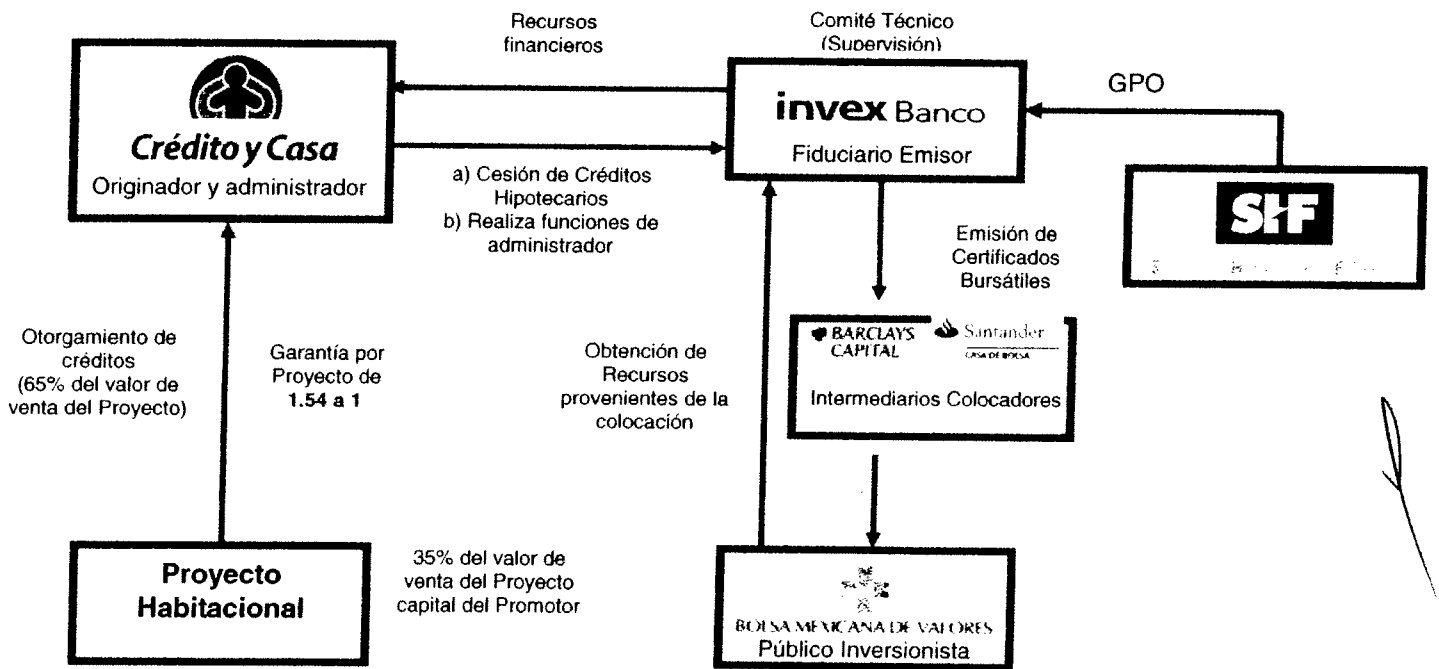 Recursos
financieros
Comité Técnico
(Supervisión)
GPO
Crédito y Casa
Originador y administrador
invex Banco
Fiduciario Emisor
a) Cesión de Créditos
Hipotecarios
b) Realiza funciones de
administrador
SHF
Emisión de
Certificados
Bursátiles
Otorgamiento de
créditos
(65% del valor de
venta del Proyecto)
Garantía por
Proyecto de
1.54 a 1
Obtención de
Recursos
provenientes de la
colocación
BARCLAYS
CAPITAL
Santander
CASA DE BOLSA
Intermediarios Colocadores
Proyecto
Habitacional
35% del valor de
venta del Proyecto
capital del Promotor
BOLSA MEXICANA DE VALORES
Público Inversionista